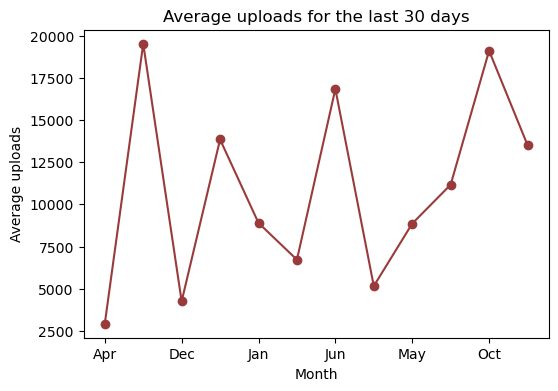 Average uploads for the last 30 days
20000
17500
15000
12500
10000
7500
5000
2500
Average uploads
Apr Dec Jan Jun May Oct
Month